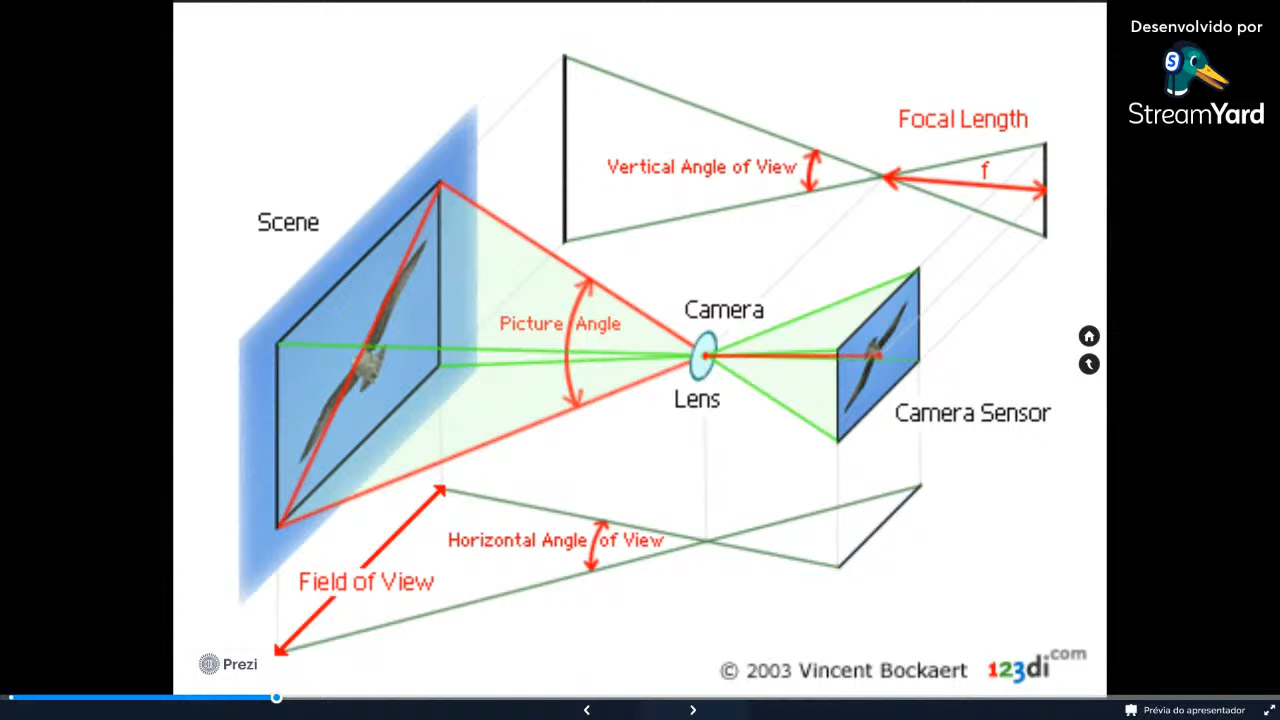 Desenvolvido por
S
StreamYard
Focal Length
Vertical Angle of View
f
Scene
Camera
Picture Angle
Lens
Camera Sensor
Horizontal Angle of View
Field of View
Prezi
© 2003 Vincent Bockaert 123di.com
Prévia do apresentador